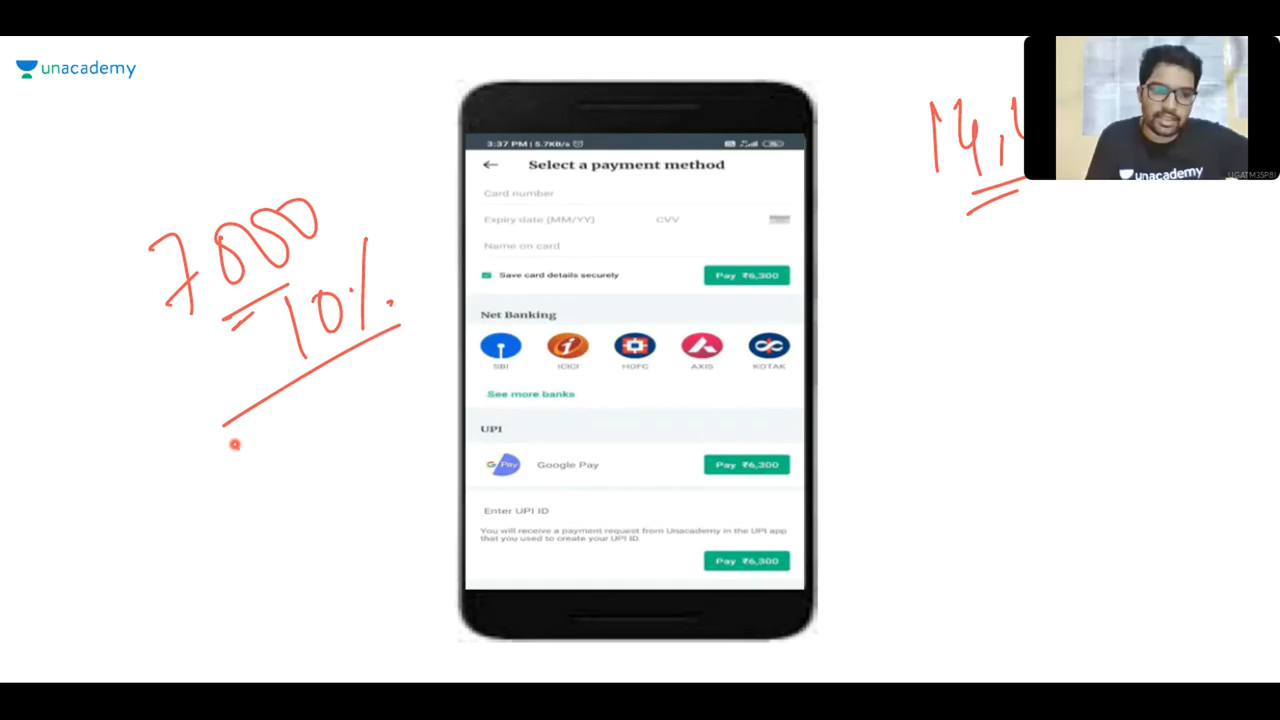 unacademy
3:37 PM | 5.7KB/s
Select a payment method
Card number
Expiry date (MM/YY) CVV
Name on card
Save card details securely Pay ₹6,300
Net Banking
SBI ICICI HDFC AXIS KOTAK
See more banks
UPI
G Pay Google Pay Pay ₹6,300
Enter UPI ID
You will receive a payment request from Unacademy in the UPI app
that you used to create your UPI ID.
Pay ₹6,300
7000
10%
14,
unacademy